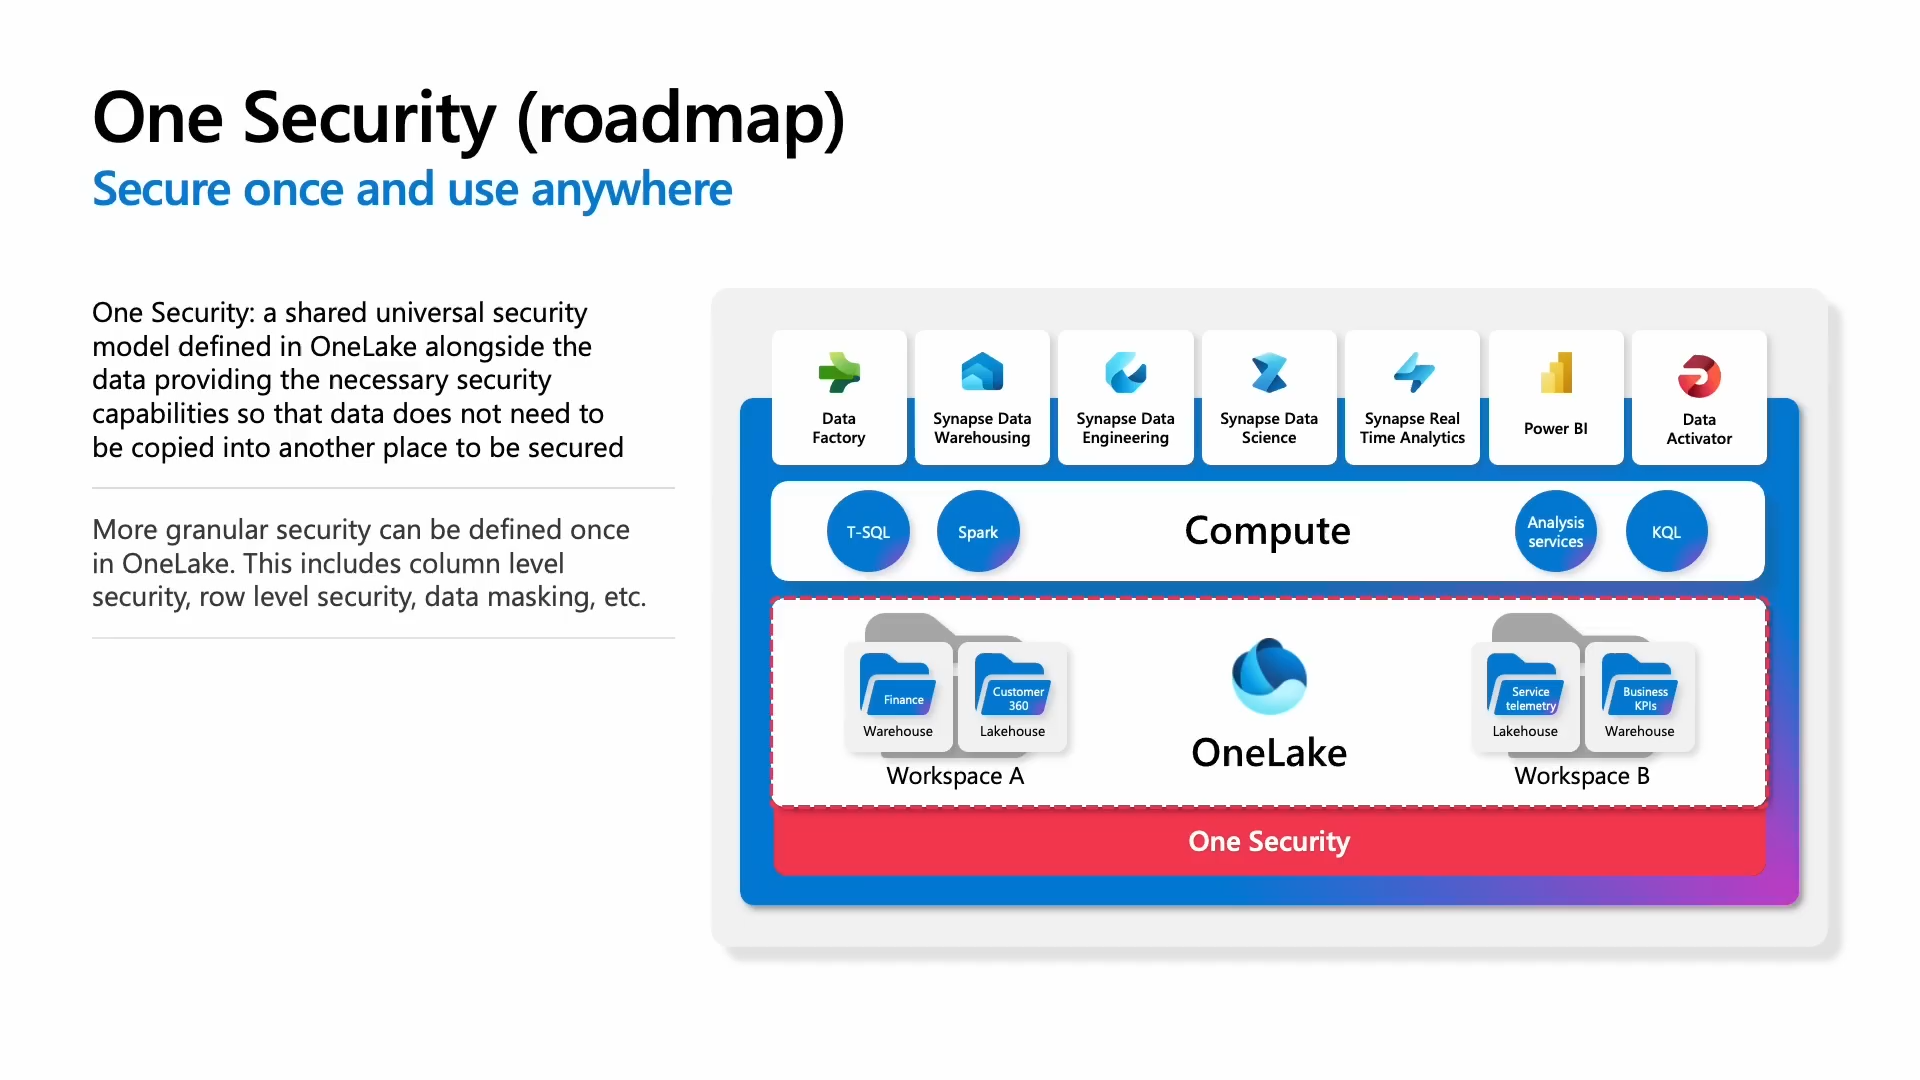 One Security (roadmap)
Secure once and use anywhere
One Security: a shared universal security
model defined in OneLake alongside the
data providing the necessary security
capabilities so that data does not need to
be copied into another place to be secured
More granular security can be defined once
in OneLake. This includes column level
security, row level security, data masking, etc.
Data
Factory
Synapse Data
Warehousing
Synapse Data
Engineering
Synapse Data
Science
Synapse Real
Time Analytics
Power BI
Data
Activator
T-SQL
Spark
Compute
Analysis
services
KQL
Finance
Warehouse
Customer
360
Lakehouse
Workspace A
OneLake
Service
telemetry
Lakehouse
Business
KPIs
Warehouse
Workspace B
One Security